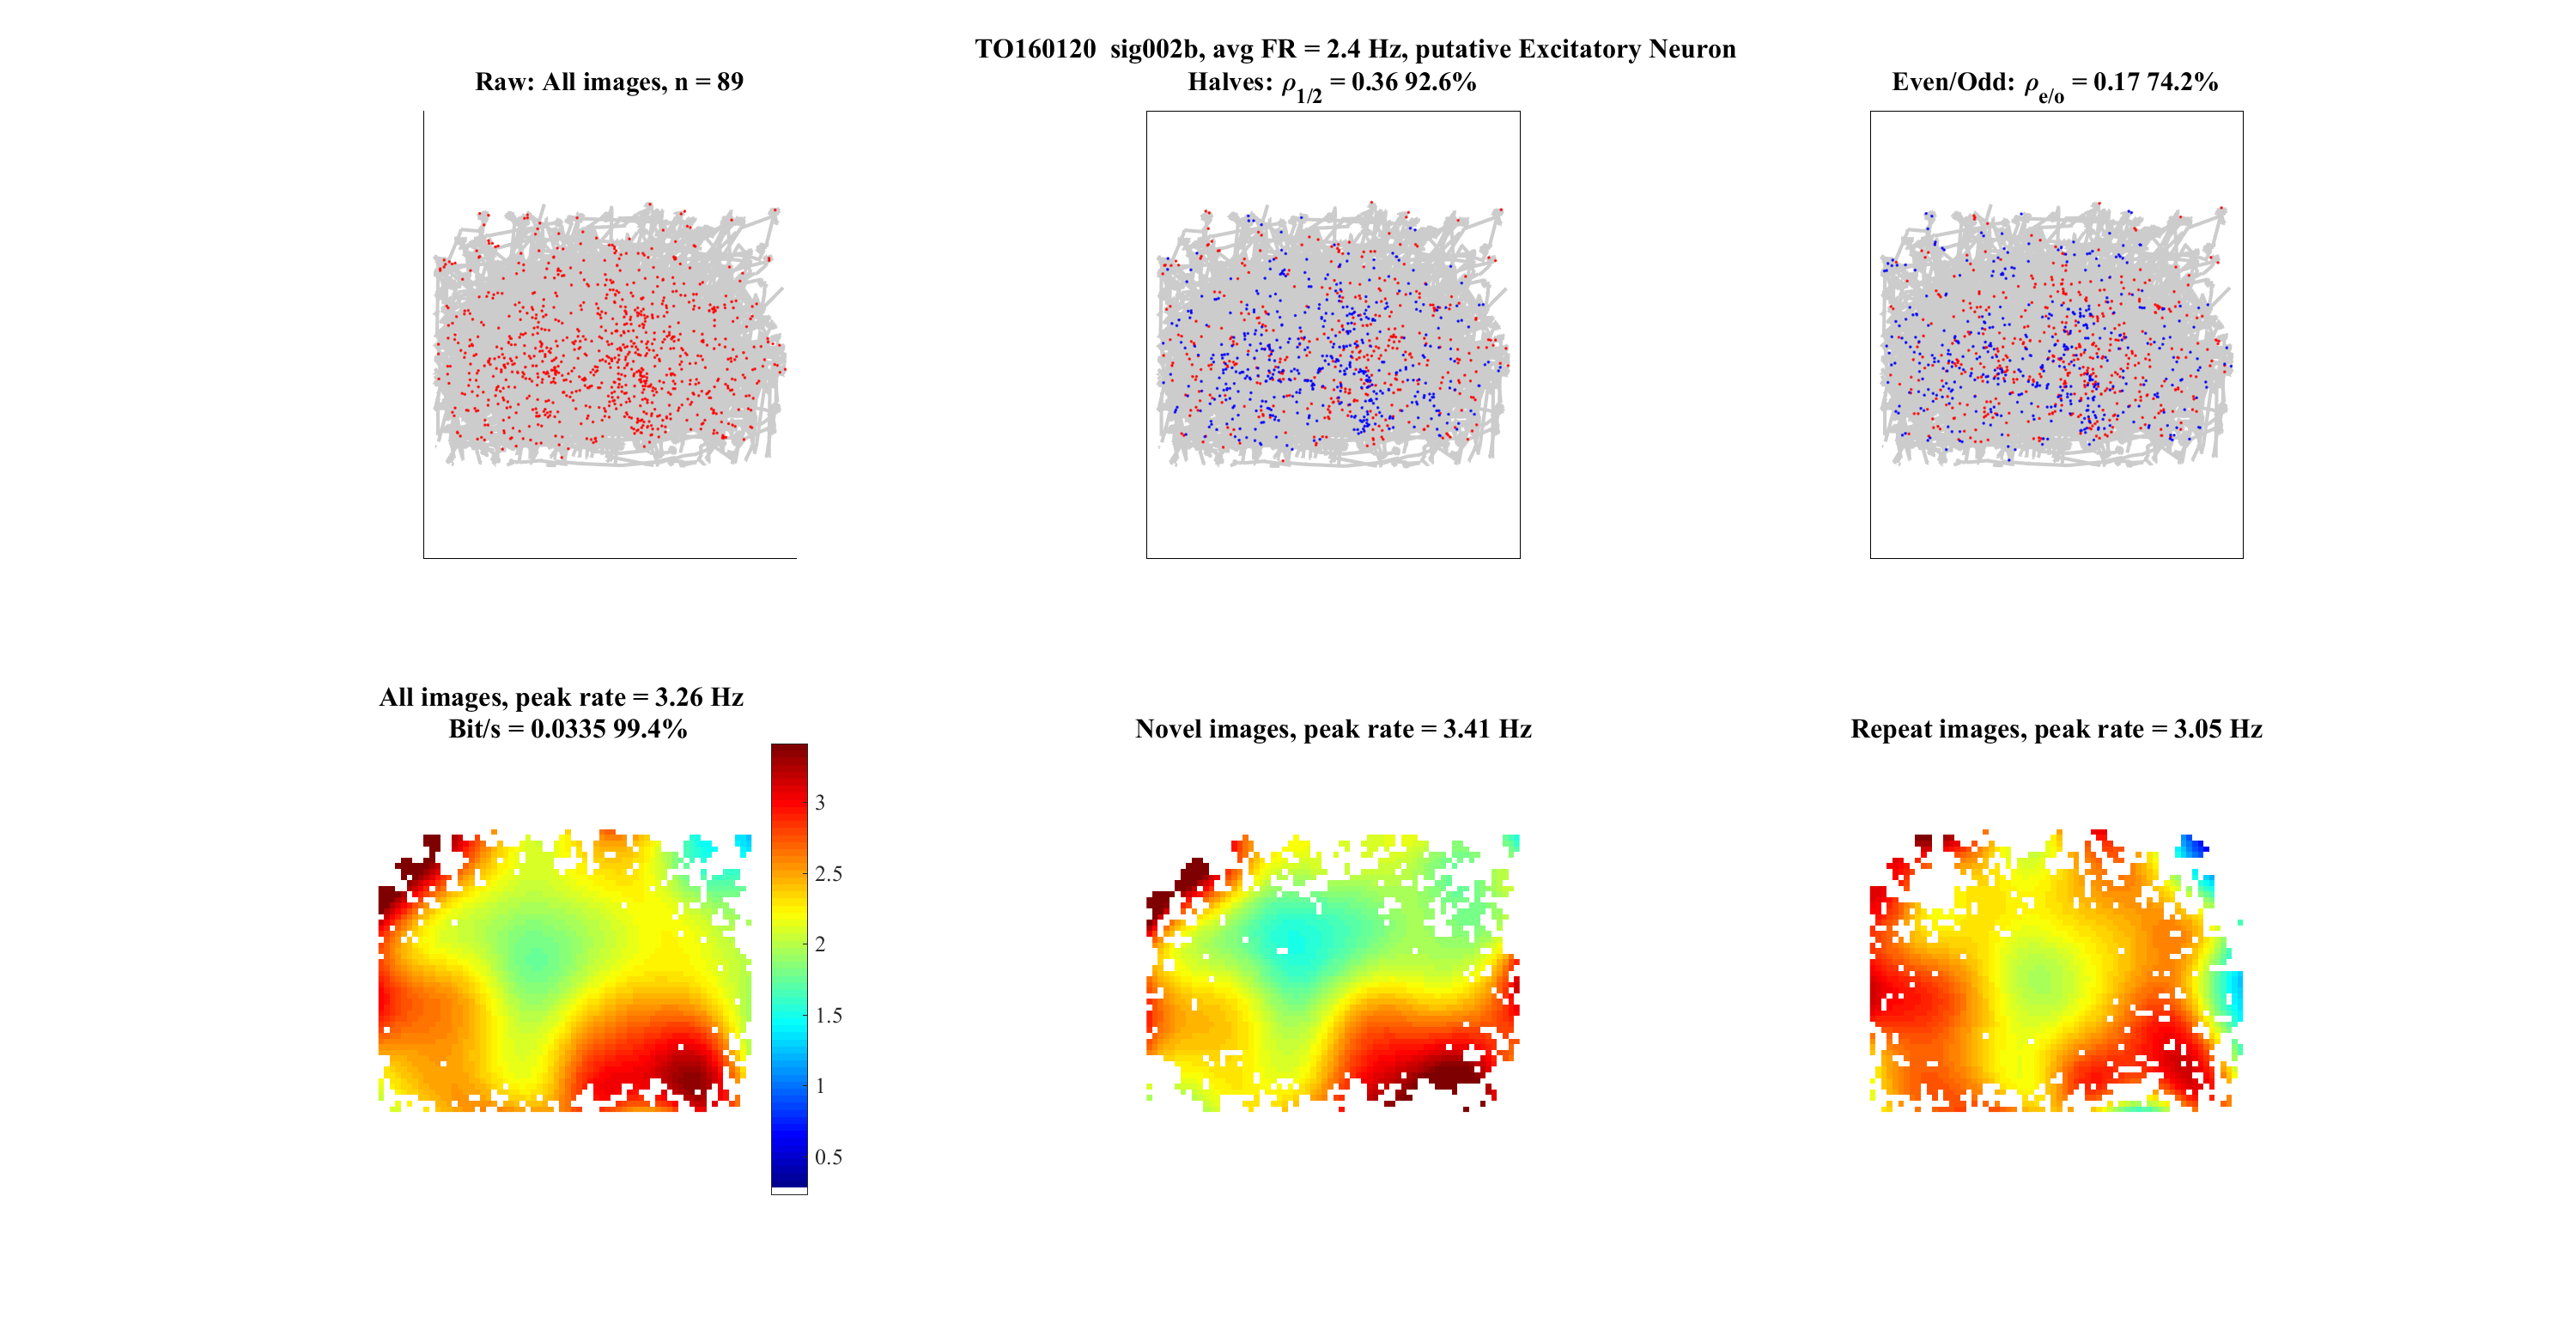 TO160120  sig002b, avg FR = 2.4 Hz, putative Excitatory Neuron
Raw: All images, n = 89
Halves: ρ1/2 = 0.36 92.6%
Even/Odd: ρe/o = 0.17 74.2%
All images, peak rate = 3.26 Hz
Bit/s = 0.0335 99.4%
Novel images, peak rate = 3.41 Hz
Repeat images, peak rate = 3.05 Hz
3
2.5
2
1.5
1
0.5